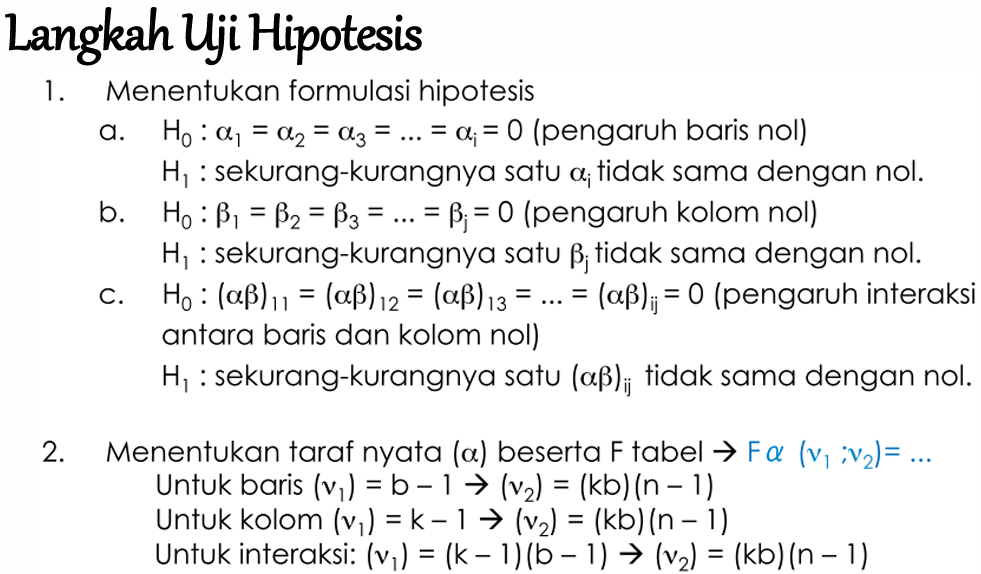 Langkah Uji Hipotesis
1. Menentukan formulasi hipotesis
a. H₀ : α₁ = α₂ = α₃ = ... = αᵢ = 0 (pengaruh baris nol)
H₁ : sekurang-kurangnya satu αᵢ tidak sama dengan nol.
b. H₀ : β₁ = β₂ = β₃ = ... = βⱼ = 0 (pengaruh kolom nol)
H₁ : sekurang-kurangnya satu βⱼ tidak sama dengan nol.
c. H₀ : (αβ)₁₁ = (αβ)₁₂ = (αβ)₁₃ = ... = (αβ)ᵢⱼ = 0 (pengaruh interaksi
antara baris dan kolom nol)
H₁ : sekurang-kurangnya satu (αβ)ᵢⱼ tidak sama dengan nol.
2. Menentukan taraf nyata (α) beserta F tabel → Fα (ν₁ ;ν₂)= ...
Untuk baris (ν₁) = b – 1 → (ν₂) = (kb)(n – 1)
Untuk kolom (ν₁) = k – 1 → (ν₂) = (kb)(n – 1)
Untuk interaksi: (ν₁) = (k – 1)(b – 1) → (ν₂) = (kb)(n – 1)